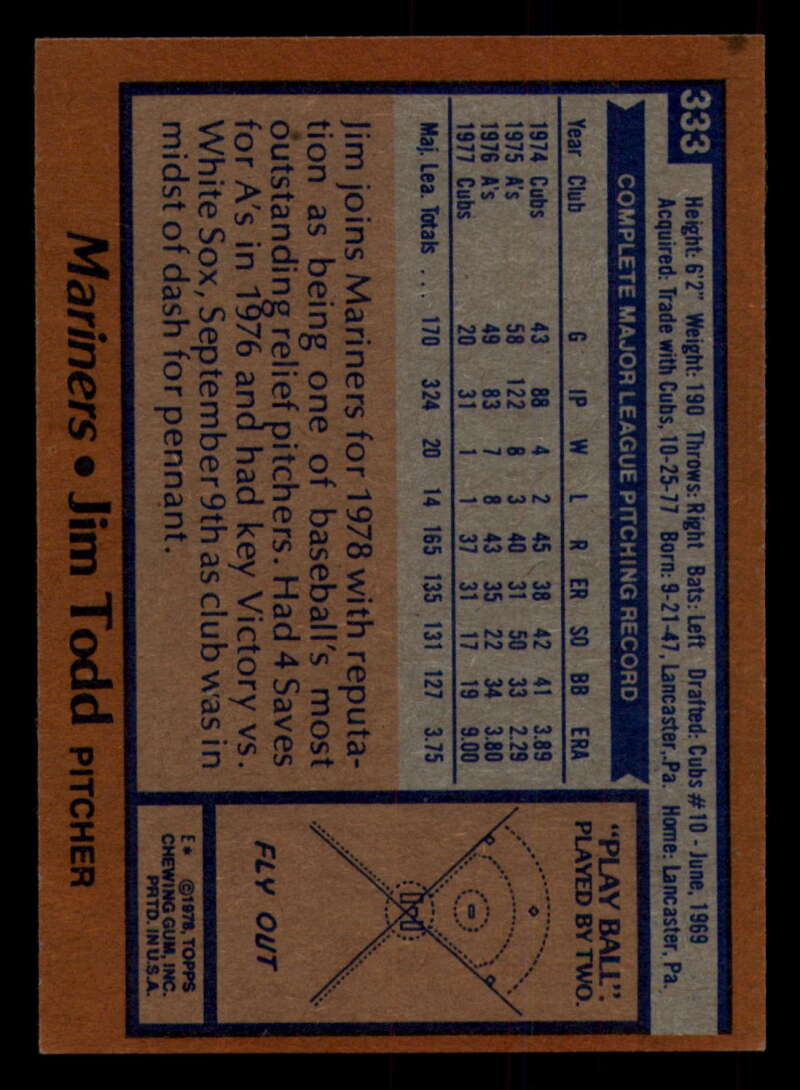 333
Height: 6'2" Weight: 190 Throws: Right Bats: Left Drafted: Cubs #10 - June, 1969
Acquired: Trade with Cubs, 10-25-77 Born: 9-21-47, Lancaster, Pa. Home: Lancaster, Pa.
COMPLETE MAJOR LEAGUE PITCHING RECORD
Year Club G IP W L R ER SO BB ERA
1974 Cubs 43 88 4 2 45 38 42 41 3.89
1975 A's 58 122 8 3 40 31 50 33 2.29
1976 A's 49 83 7 8 43 35 22 34 3.80
1977 Cubs 20 31 1 1 37 31 17 19 9.00
Maj. Lea. Totals ... 170 324 20 14 165 135 131 127 3.75
Jim joins Mariners for 1978 with reputa-
tion as being one of baseball's most
outstanding relief pitchers. Had 4 Saves
for A's in 1976 and had key Victory vs.
White Sox, September 9th as club was in
midst of dash for pennant.
"PLAY BALL".
PLAYED BY TWO.
FLY OUT
E* ©1978, TOPPS
CHEWING GUM, INC.
PRTD. IN U.S.A.
Mariners • Jim Todd PITCHER